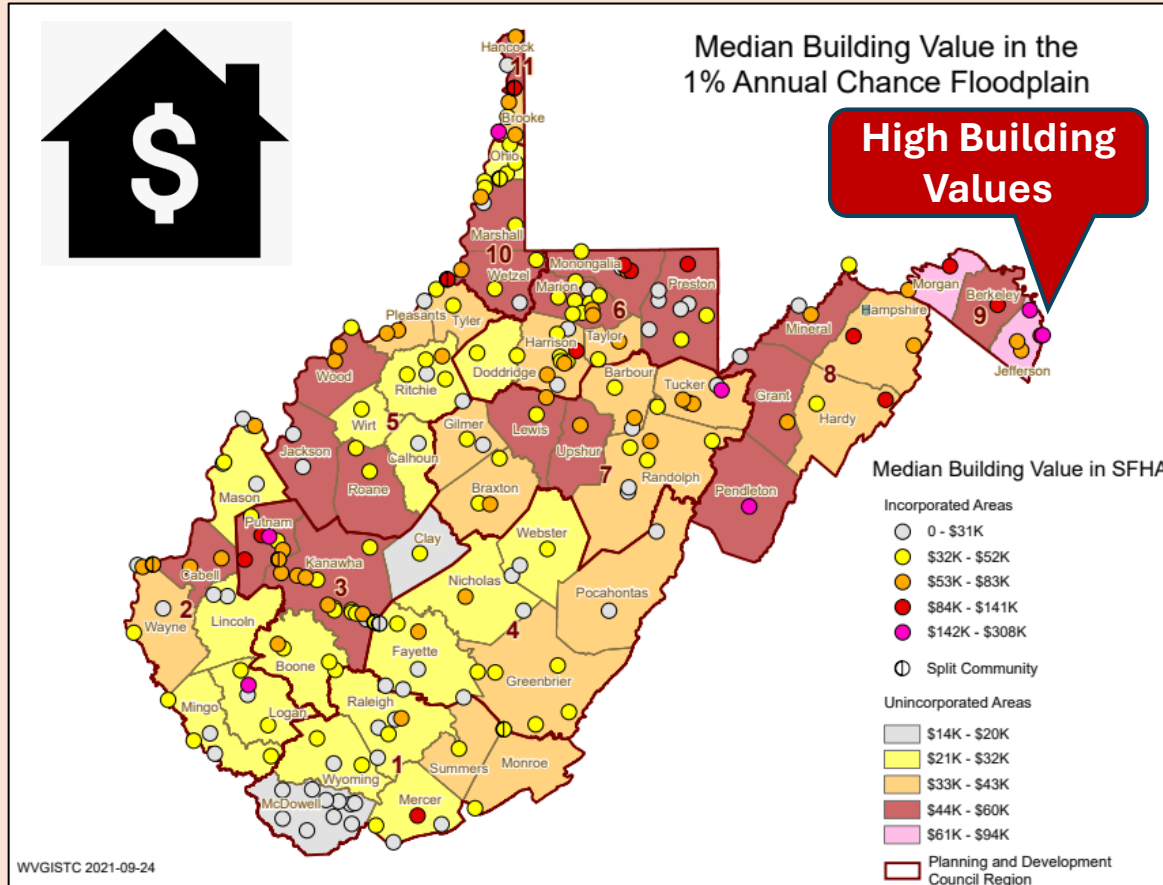 $
Median Building Value in the
1% Annual Chance Floodplain
High Building
Values
Hancock
11
Brooke
Ohio
Marshall
10
Wetzel
Monongalia
Marion
6
Preston
Pleasants
Tyler
Taylor
Harrison
Doddridge
Barbour
Tucker
Wood
Ritchie
Wirt
5
Calhoun
Gilmer
Lewis
Upshur
7
Randolph
Jackson
Roane
Braxton
Mason
Putnam
Kanawha
3
Clay
Webster
Cabell
2
Wayne
Lincoln
Nicholas
4
Pocahontas
Boone
Fayette
Greenbrier
Mingo
Logan
Raleigh
1
Wyoming
Summers
Monroe
McDowell
Mercer
Morgan
Berkeley
9
Jefferson
Hampshire
Mineral
8
Grant
Hardy
Pendleton
Median Building Value in SFHA
Incorporated Areas
0 - $31K
$32K - $52K
$53K - $83K
$84K - $141K
$142K - $308K
Split Community
Unincorporated Areas
$14K - $20K
$21K - $32K
$33K - $43K
$44K - $60K
$61K - $94K
Planning and Development
Council Region
WVGISTC 2021-09-24